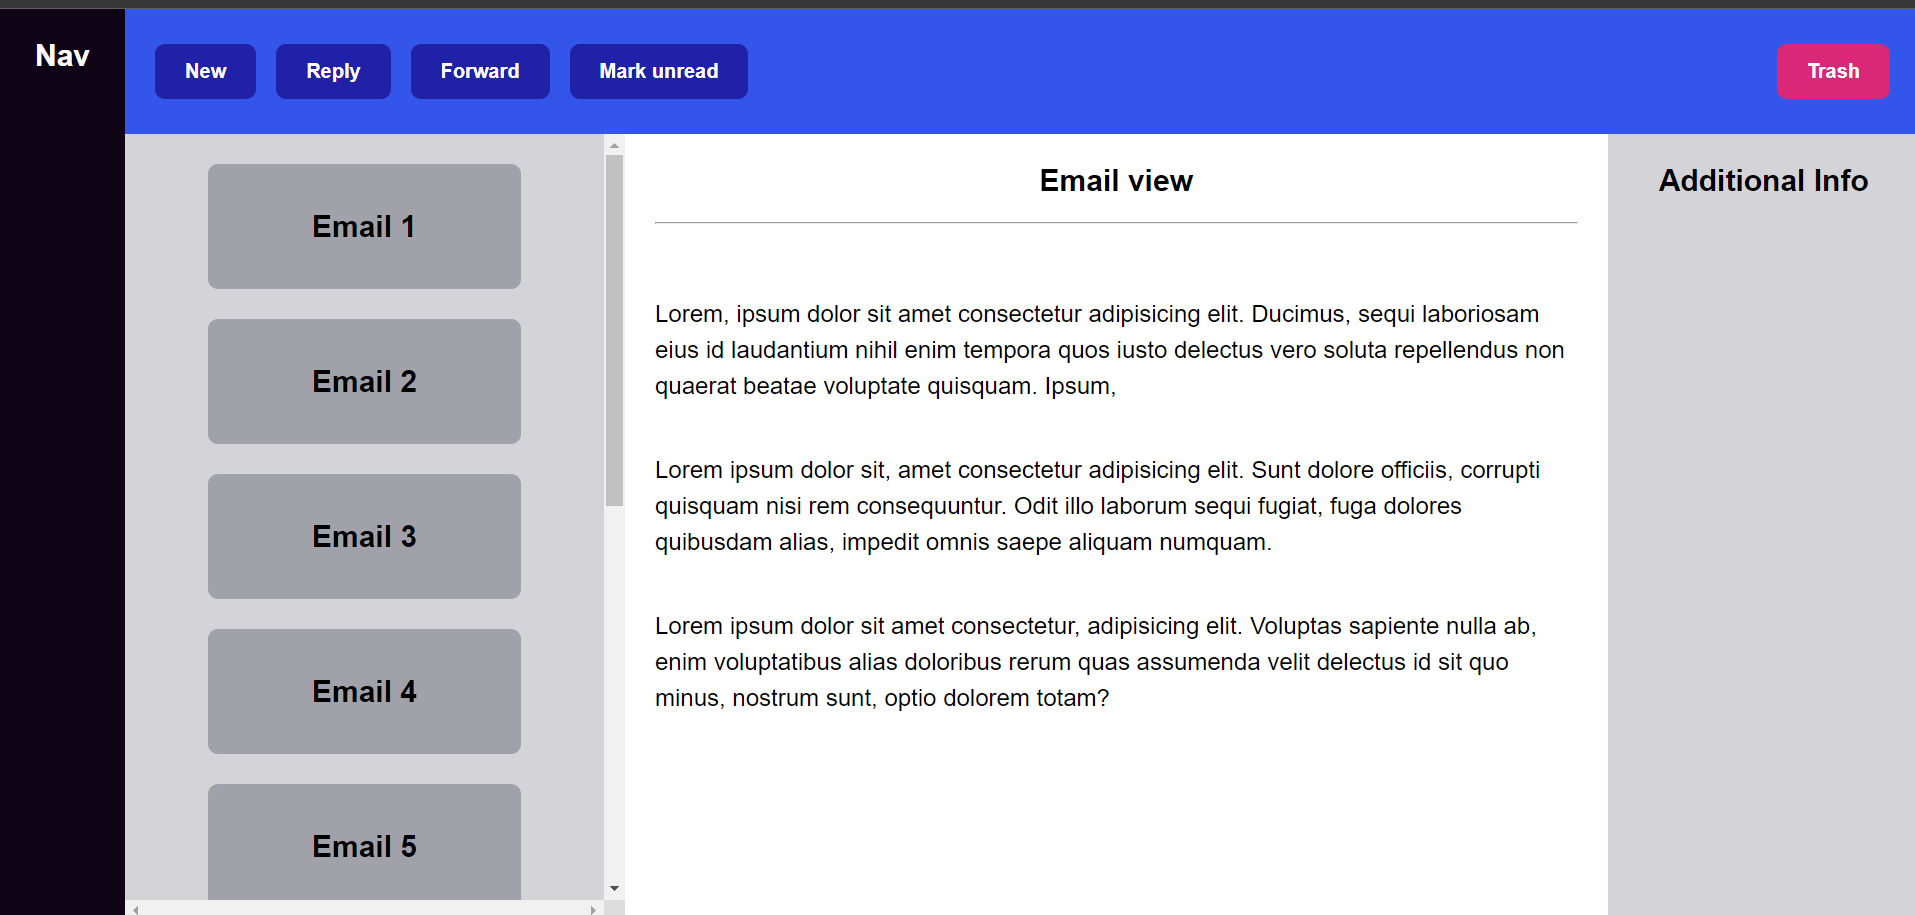 Nav
New
Reply
Forward
Mark unread
Trash
Email 1
Email 2
Email 3
Email 4
Email 5
Email view
Lorem, ipsum dolor sit amet consectetur adipisicing elit. Ducimus, sequi laboriosam
eius id laudantium nihil enim tempora quos iusto delectus vero soluta repellendus non
quaerat beatae voluptate quisquam. Ipsum,
Lorem ipsum dolor sit, amet consectetur adipisicing elit. Sunt dolore officiis, corrupti
quisquam nisi rem consequuntur. Odit illo laborum sequi fugiat, fuga dolores
quibusdam alias, impedit omnis saepe aliquam numquam.
Lorem ipsum dolor sit amet consectetur, adipisicing elit. Voluptas sapiente nulla ab,
enim voluptatibus alias doloribus rerum quas assumenda velit delectus id sit quo
minus, nostrum sunt, optio dolorem totam?
Additional Info